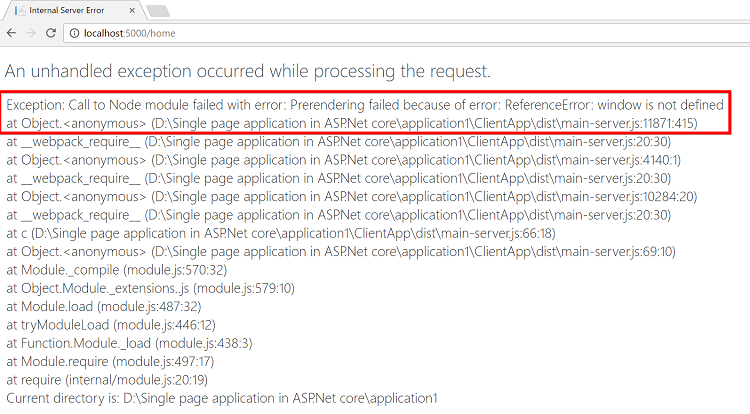 Internal Server Error
localhost:5000/home
An unhandled exception occurred while processing the request.
Exception: Call to Node module failed with error: Prerendering failed because of error: ReferenceError: window is not defined
at Object.<anonymous> (D:\Single page application in ASP.Net core\application1\ClientApp\dist\main-server.js:11871:415)
at __webpack_require__ (D:\Single page application in ASP.Net core\application1\ClientApp\dist\main-server.js:20:30)
at Object.<anonymous> (D:\Single page application in ASP.Net core\application1\ClientApp\dist\main-server.js:4140:1)
at __webpack_require__ (D:\Single page application in ASP.Net core\application1\ClientApp\dist\main-server.js:20:30)
at Object.<anonymous> (D:\Single page application in ASP.Net core\application1\ClientApp\dist\main-server.js:10284:20)
at __webpack_require__ (D:\Single page application in ASP.Net core\application1\ClientApp\dist\main-server.js:20:30)
at c (D:\Single page application in ASP.Net core\application1\ClientApp\dist\main-server.js:66:18)
at Object.<anonymous> (D:\Single page application in ASP.Net core\application1\ClientApp\dist\main-server.js:69:10)
at Module._compile (module.js:570:32)
at Object.Module._extensions..js (module.js:579:10)
at Module.load (module.js:487:32)
at tryModuleLoad (module.js:446:12)
at Function.Module._load (module.js:438:3)
at Module.require (module.js:497:17)
at require (internal/module.js:20:19)
Current directory is: D:\Single page application in ASP.Net core\application1